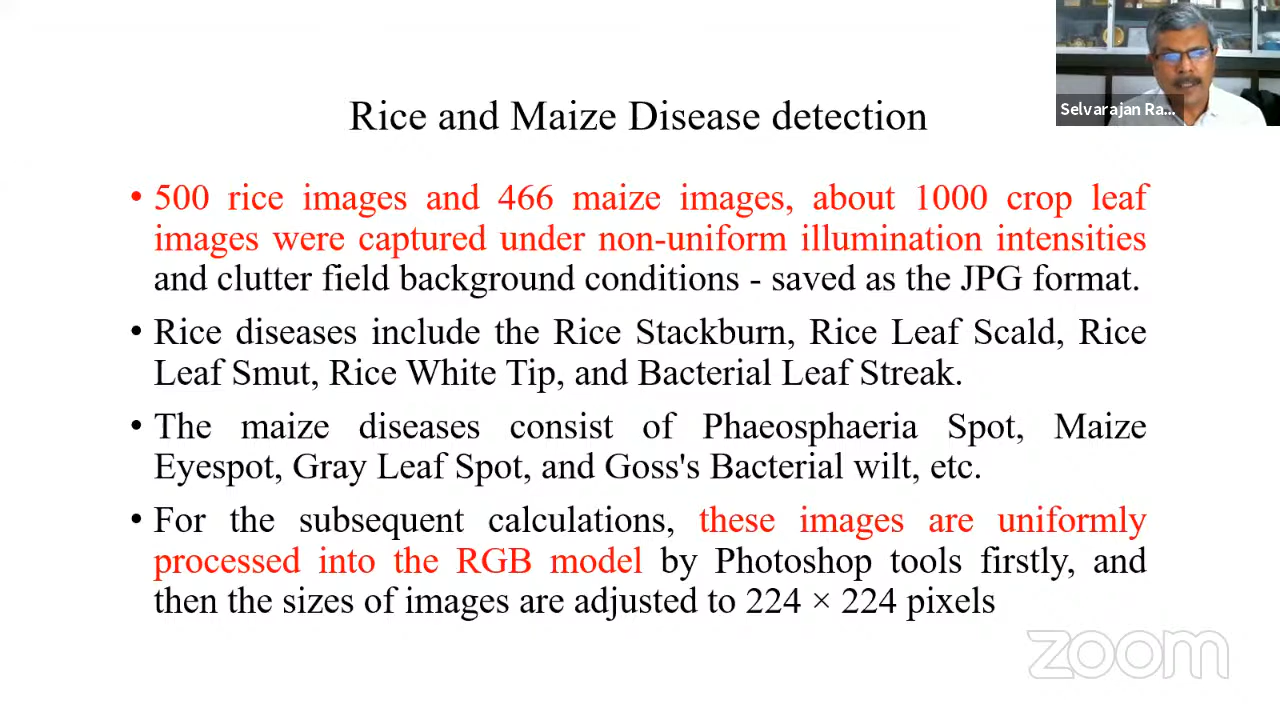 Selvarajan Ra...
Rice and Maize Disease detection
• 500 rice images and 466 maize images, about 1000 crop leaf
images were captured under non-uniform illumination intensities
and clutter field background conditions - saved as the JPG format.
• Rice diseases include the Rice Stackburn, Rice Leaf Scald, Rice
Leaf Smut, Rice White Tip, and Bacterial Leaf Streak.
• The maize diseases consist of Phaeosphaeria Spot, Maize
Eyespot, Gray Leaf Spot, and Goss's Bacterial wilt, etc.
• For the subsequent calculations, these images are uniformly
processed into the RGB model by Photoshop tools firstly, and
then the sizes of images are adjusted to 224 × 224 pixels
zoom